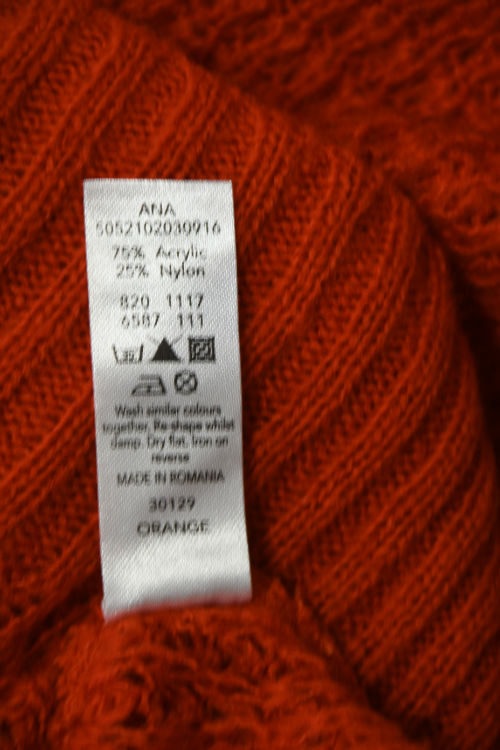 ANA
5052102030916
75% Acrylic
25% Nylon
820 1117
6587 111
Wash similar colours
together. Re-shape whilst
damp. Dry flat. Iron on
reverse
MADE IN ROMANIA
30129
ORANGE